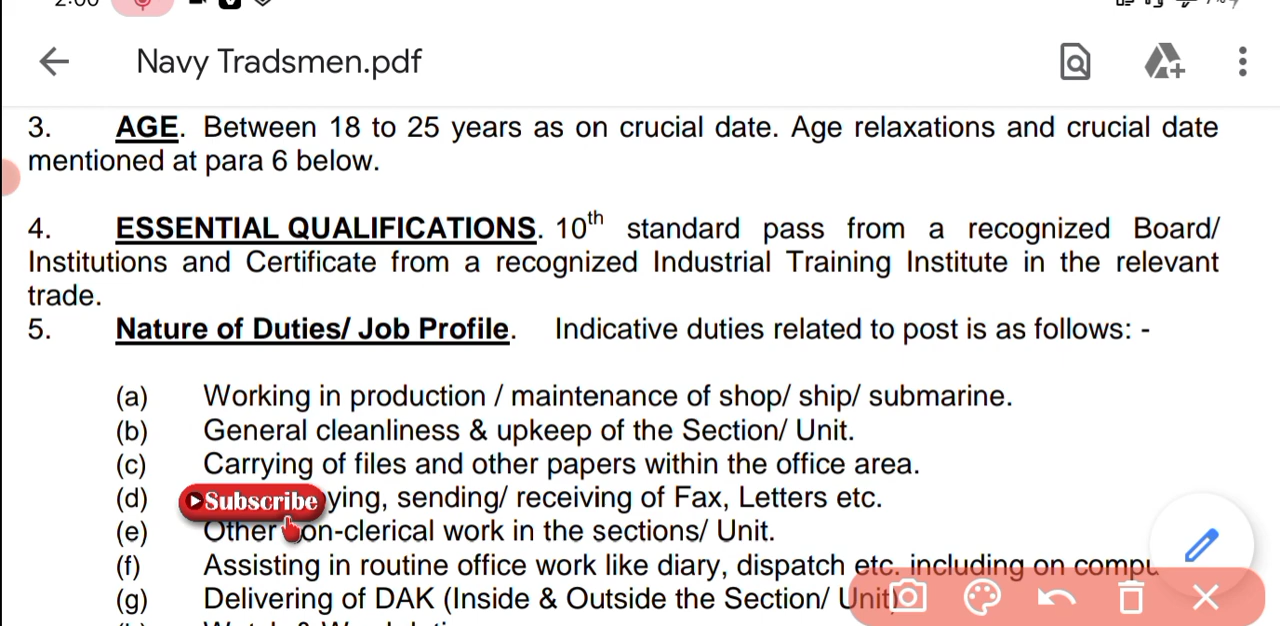 Navy Tradsmen.pdf
3. AGE. Between 18 to 25 years as on crucial date. Age relaxations and crucial date
mentioned at para 6 below.
4. ESSENTIAL QUALIFICATIONS. 10th standard pass from a recognized Board/
Institutions and Certificate from a recognized Industrial Training Institute in the relevant
trade.
5. Nature of Duties/ Job Profile. Indicative duties related to post is as follows: -
(a) Working in production / maintenance of shop/ ship/ submarine.
(b) General cleanliness & upkeep of the Section/ Unit.
(c) Carrying of files and other papers within the office area.
(d) Subscribe ying, sending/ receiving of Fax, Letters etc.
(e) Other on-clerical work in the sections/ Unit.
(f) Assisting in routine office work like diary, dispatch etc. including on compu
(g) Delivering of DAK (Inside & Outside the Section/ Unit)